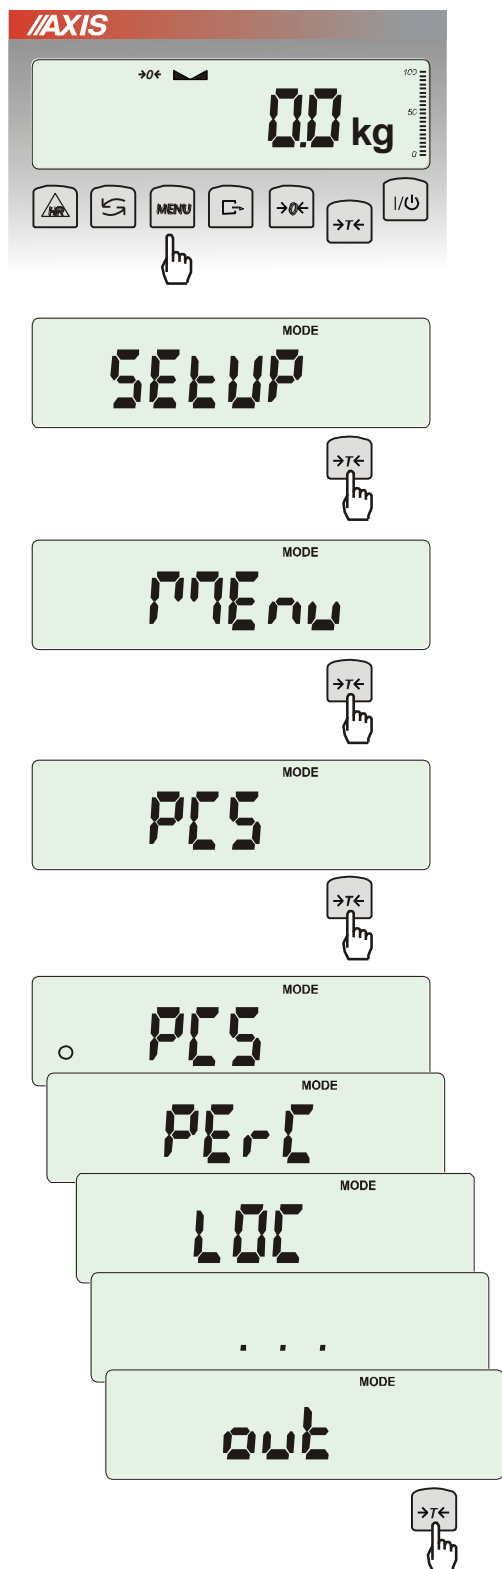 //AXIS
→0←
100
50
0
0.0 kg
HR MENU →0← →T← I/⏻
MODE
SEtUP
→T←
MODE
MEnu
→T←
MODE
PCS
→T←
MODE
PCS
MODE
PErC
MODE
LOC
. . .
MODE
out
→T←